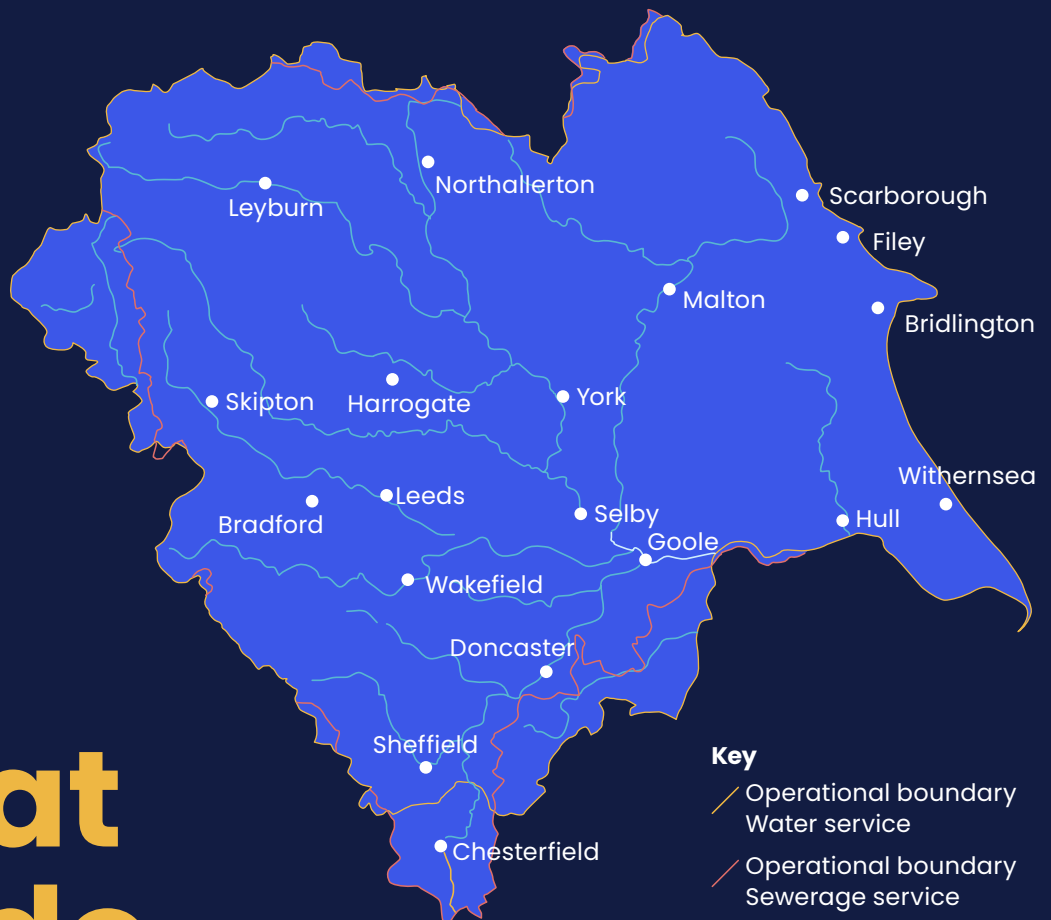 Northallerton
Leyburn
Scarborough
Filey
Malton
Bridlington
Skipton
Harrogate
York
Withernsea
Leeds
Bradford
Selby
Hull
Goole
Wakefield
Doncaster
Sheffield
Chesterfield
at
Key
Operational boundary
Water service
Operational boundary
Sewerage service